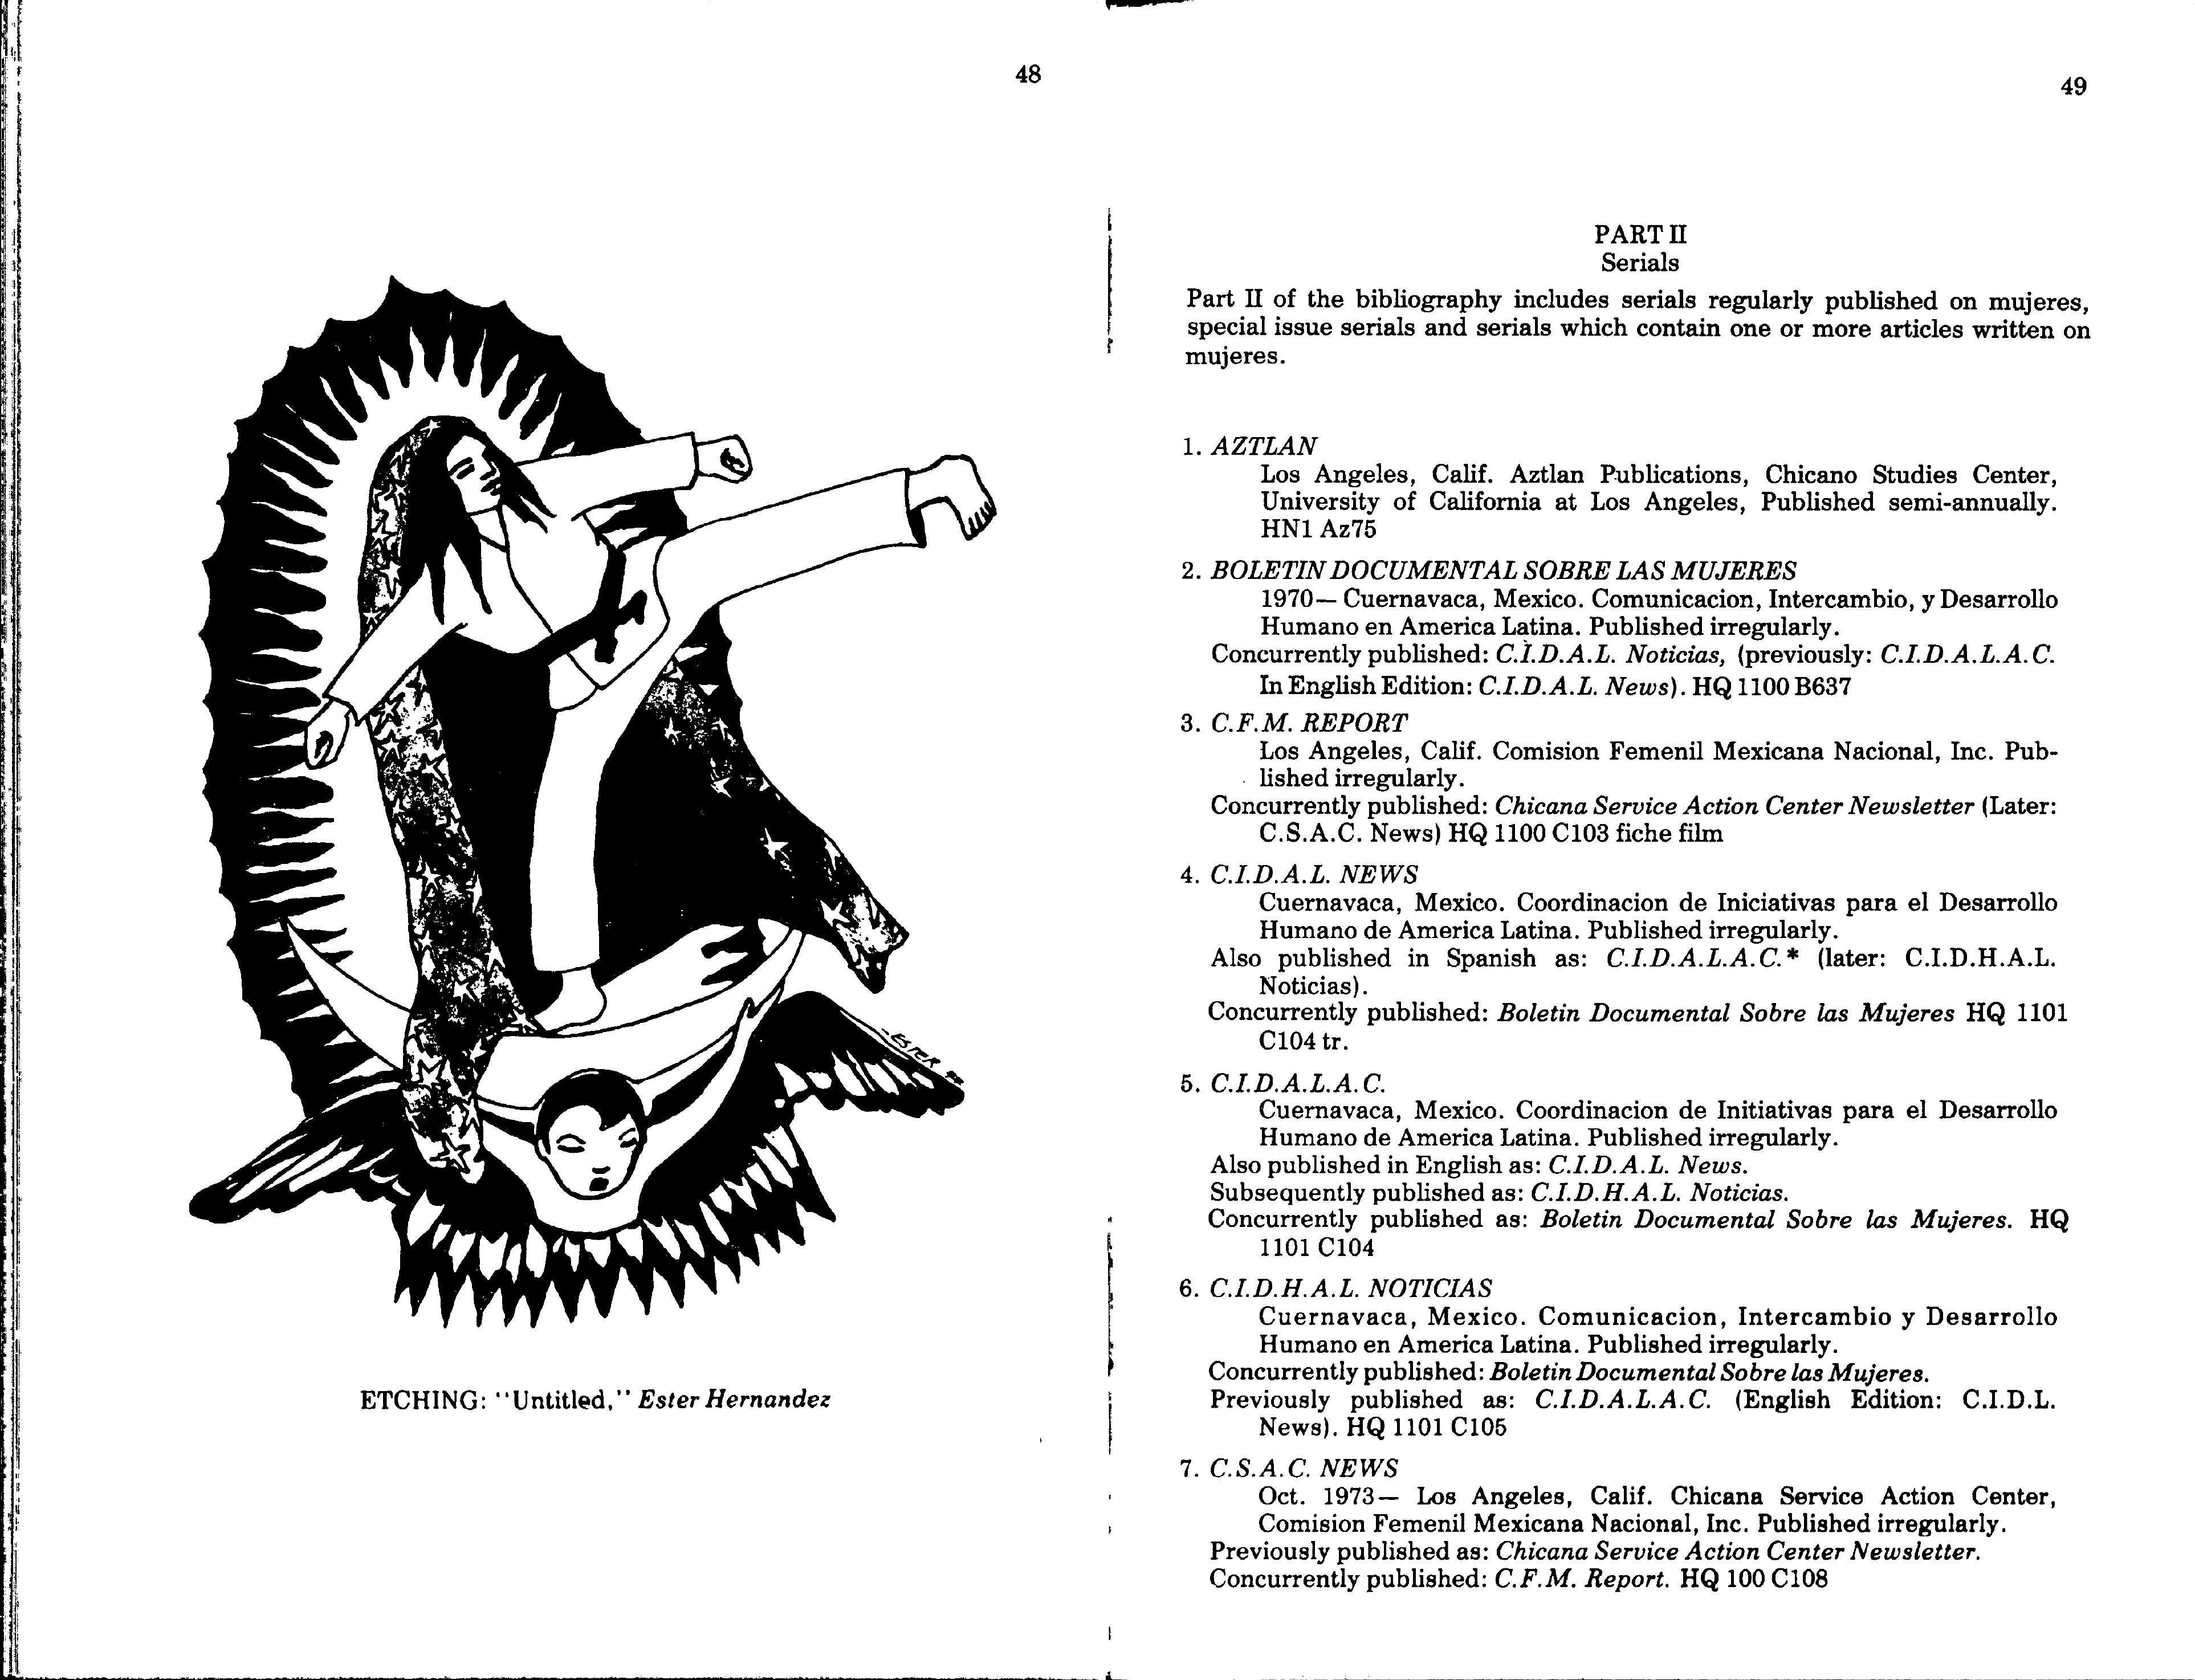 48
ESTER
ETCHING: "Untitled," Ester Hernandez
49
PART II
Serials
Part II of the bibliography includes serials regularly published on mujeres,
special issue serials and serials which contain one or more articles written on
mujeres.
1. AZTLAN
Los Angeles, Calif. Aztlan Publications, Chicano Studies Center,
University of California at Los Angeles, Published semi-annually.
HN1 Az75
2. BOLETIN DOCUMENTAL SOBRE LAS MUJERES
1970— Cuernavaca, Mexico. Comunicacion, Intercambio, y Desarrollo
Humano en America Latina. Published irregularly.
Concurrently published: C.I.D.A.L. Noticias, (previously: C.I.D.A.L.A.C.
In English Edition: C.I.D.A.L. News). HQ 1100 B637
3. C.F.M. REPORT
Los Angeles, Calif. Comision Femenil Mexicana Nacional, Inc. Pub-
lished irregularly.
Concurrently published: Chicana Service Action Center Newsletter (Later:
C.S.A.C. News) HQ 1100 C103 fiche film
4. C.I.D.A.L. NEWS
Cuernavaca, Mexico. Coordinacion de Iniciativas para el Desarrollo
Humano de America Latina. Published irregularly.
Also published in Spanish as: C.I.D.A.L.A.C.* (later: C.I.D.H.A.L.
Noticias).
Concurrently published: Boletin Documental Sobre las Mujeres HQ 1101
C104 tr.
5. C.I.D.A.L.A.C.
Cuernavaca, Mexico. Coordinacion de Initiativas para el Desarrollo
Humano de America Latina. Published irregularly.
Also published in English as: C.I.D.A.L. News.
Subsequently published as: C.I.D.H.A.L. Noticias.
Concurrently published as: Boletin Documental Sobre las Mujeres. HQ
1101 C104
6. C.I.D.H.A.L. NOTICIAS
Cuernavaca, Mexico. Comunicacion, Intercambio y Desarrollo
Humano en America Latina. Published irregularly.
Concurrently published: Boletin Documental Sobre las Mujeres.
Previously published as: C.I.D.A.L.A.C. (English Edition: C.I.D.L.
News). HQ 1101 C105
7. C.S.A.C. NEWS
Oct. 1973— Los Angeles, Calif. Chicana Service Action Center,
Comision Femenil Mexicana Nacional, Inc. Published irregularly.
Previously published as: Chicana Service Action Center Newsletter.
Concurrently published: C.F.M. Report. HQ 100 C108